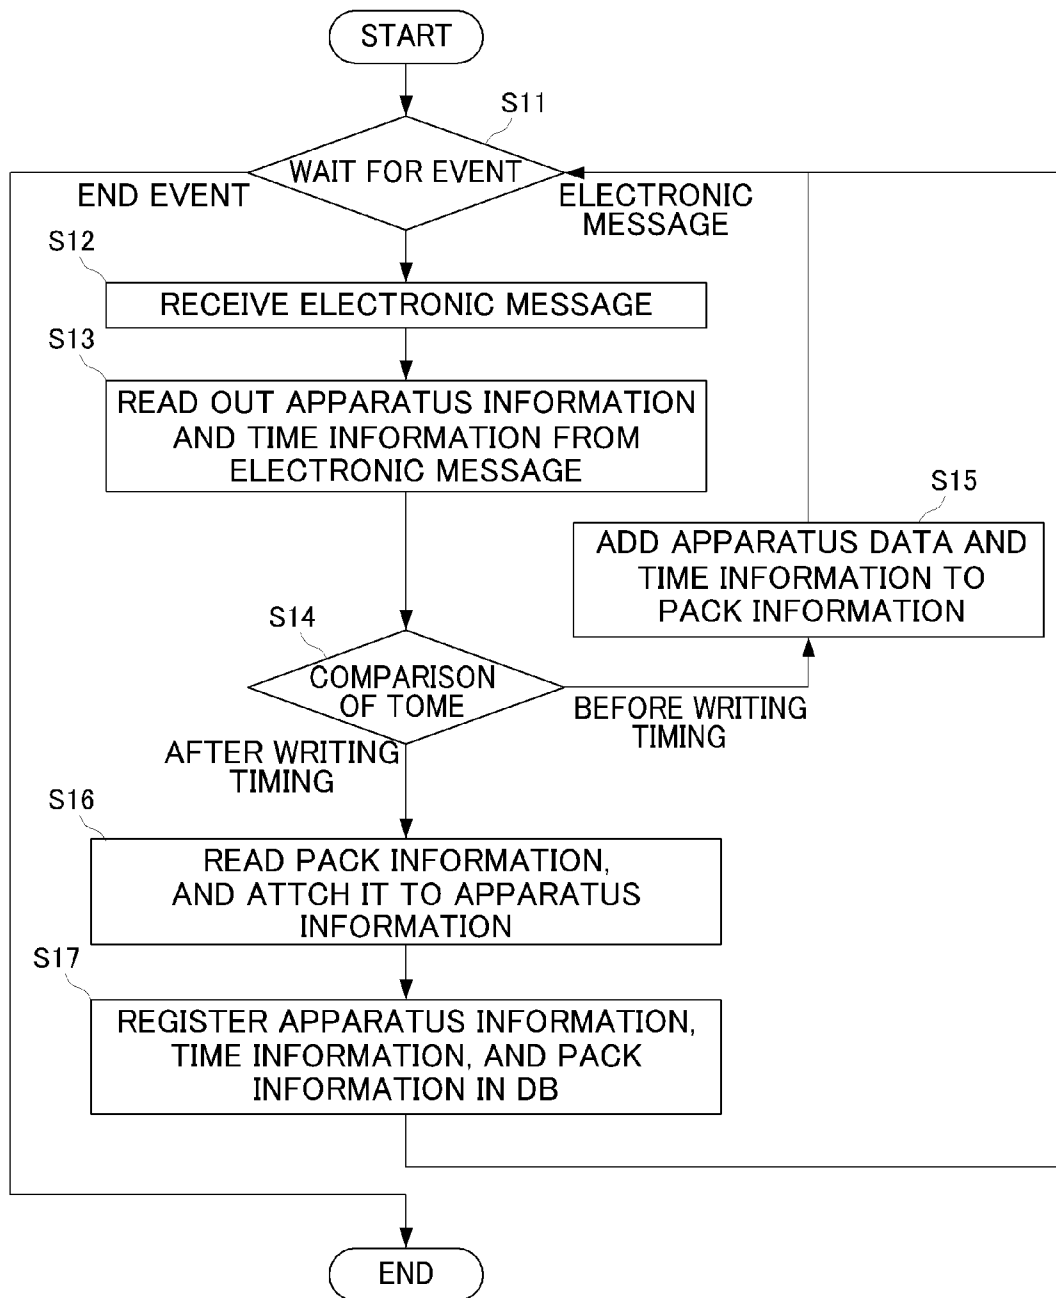 START
S11
WAIT FOR EVENT
END EVENT
ELECTRONIC
MESSAGE
S12
RECEIVE ELECTRONIC MESSAGE
S13
READ OUT APPARATUS INFORMATION
AND TIME INFORMATION FROM
ELECTRONIC MESSAGE
S15
ADD APPARATUS DATA AND
TIME INFORMATION TO
PACK INFORMATION
S14
COMPARISON
OF TOME
BEFORE WRITING
TIMING
AFTER WRITING
TIMING
S16
READ PACK INFORMATION,
AND ATTCH IT TO APPARATUS
INFORMATION
S17
REGISTER APPARATUS INFORMATION,
TIME INFORMATION, AND PACK
INFORMATION IN DB
END